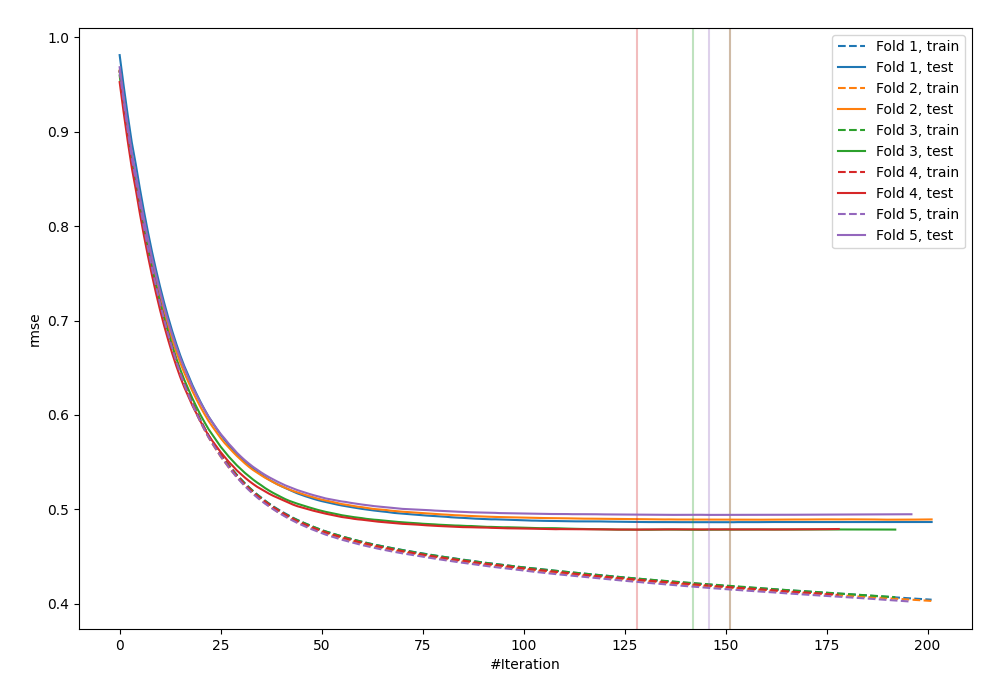 1.0
0.9
0.8
0.7
0.6
0.5
0.4
rmse
0
25
50
75
100
125
150
175
200
#Iteration
Fold 1, train
Fold 1, test
Fold 2, train
Fold 2, test
Fold 3, train
Fold 3, test
Fold 4, train
Fold 4, test
Fold 5, train
Fold 5, test